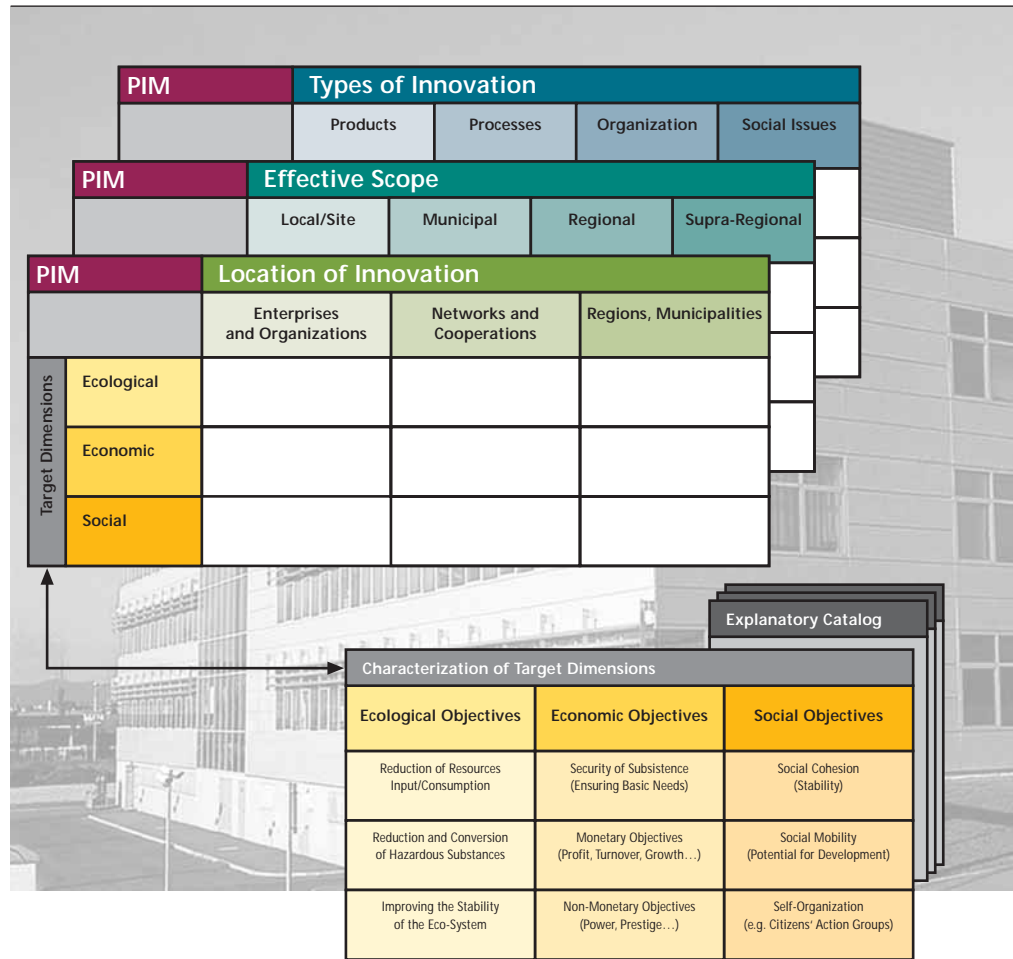 PIM
Types of Innovation
Products
Processes
Organization
Social Issues
PIM
Effective Scope
Local/Site
Municipal
Regional
Supra-Regional
PIM
Location of Innovation
Enterprises
and Organizations
Networks and
Cooperations
Regions, Municipalities
Target Dimensions
Ecological
Economic
Social
Explanatory Catalog
Characterization of Target Dimensions
Ecological Objectives
Economic Objectives
Social Objectives
Reduction of Resources
Input/Consumption
Security of Subsistence
(Ensuring Basic Needs)
Social Cohesion
(Stability)
Reduction and Conversion
of Hazardous Substances
Monetary Objectives
(Profit, Turnover, Growth…)
Social Mobility
(Potential for Development)
Improving the Stability
of the Eco-System
Non-Monetary Objectives
(Power, Prestige…)
Self-Organization
(e.g. Citizens' Action Groups)